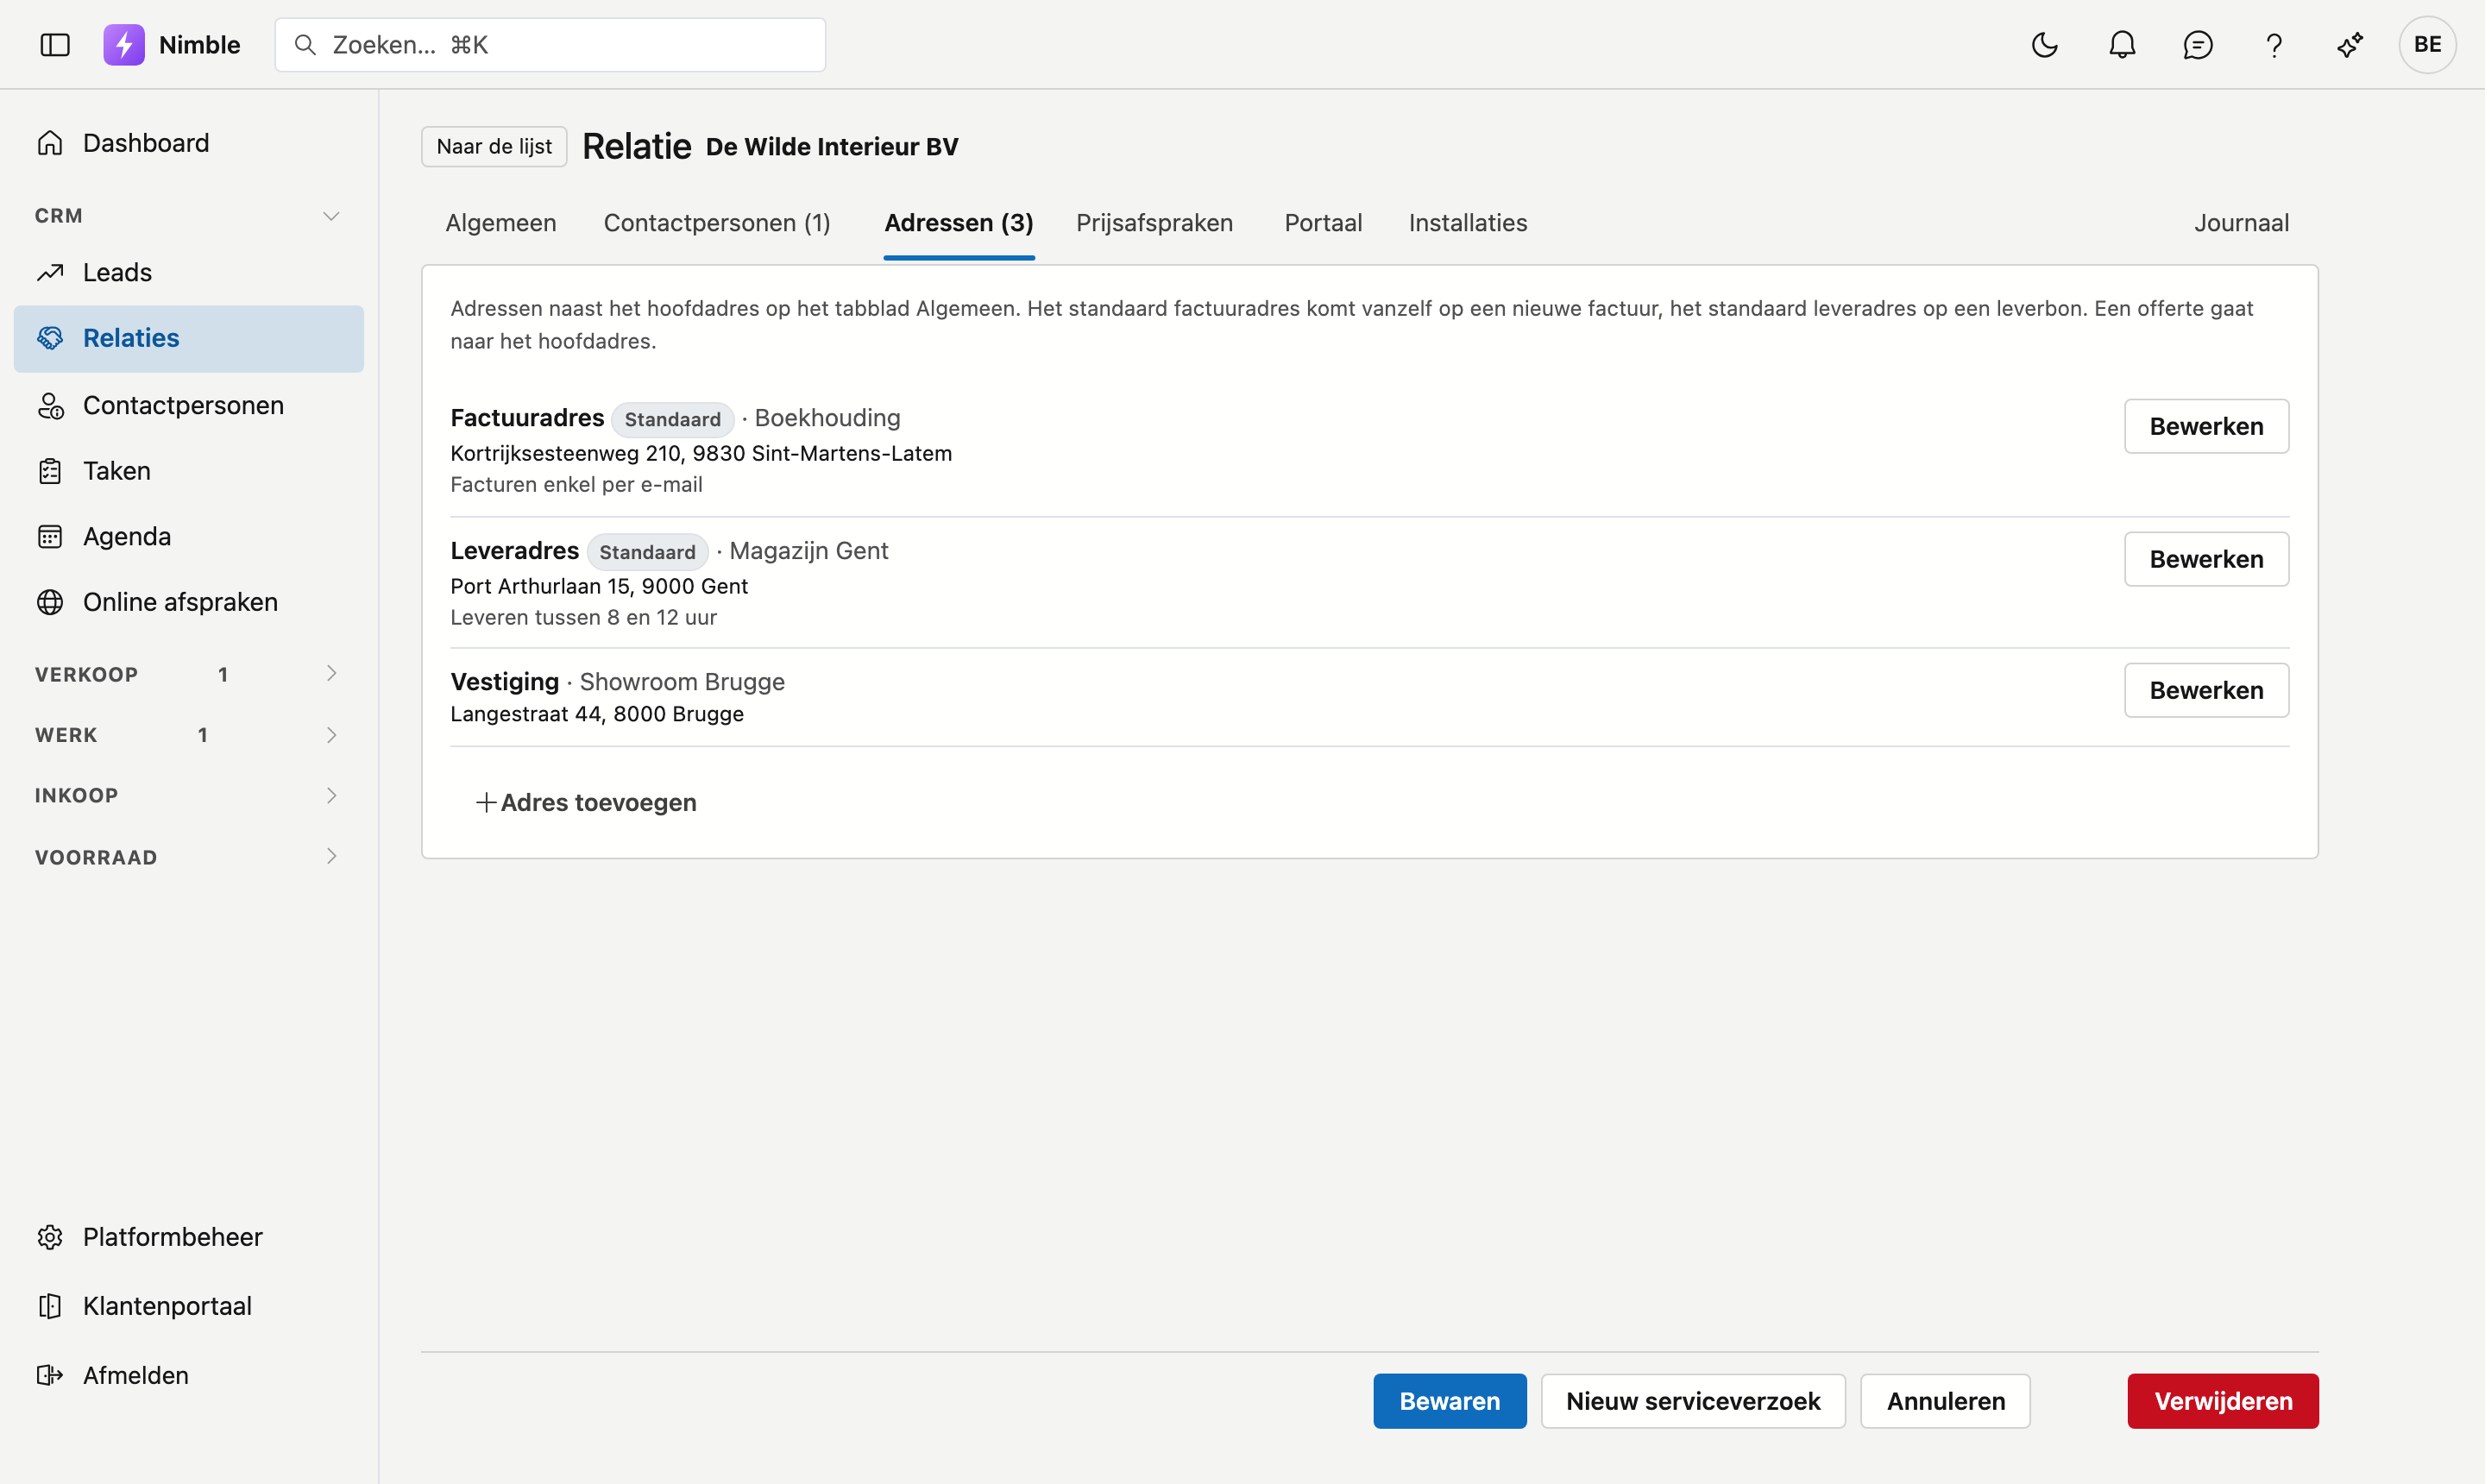 Nimble
Zoeken... ⌘K
BE
Dashboard
CRM
Leads
Relaties
Contactpersonen
Taken
Agenda
Online afspraken
VERKOOP 1
WERK 1
INKOOP
VOORRAAD
Platformbeheer
Klantenportaal
Afmelden
Naar de lijst Relatie De Wilde Interieur BV
Algemeen Contactpersonen (1) Adressen (3) Prijsafspraken Portaal Installaties Journaal
Adressen naast het hoofdadres op het tabblad Algemeen. Het standaard factuuradres komt vanzelf op een nieuwe factuur, het standaard leveradres op een leverbon. Een offerte gaat
naar het hoofdadres.
Factuuradres Standaard · Boekhouding Bewerken
Kortrijksesteenweg 210, 9830 Sint-Martens-Latem
Facturen enkel per e-mail
Leveradres Standaard · Magazijn Gent Bewerken
Port Arthurlaan 15, 9000 Gent
Leveren tussen 8 en 12 uur
Vestiging · Showroom Brugge Bewerken
Langestraat 44, 8000 Brugge
Adres toevoegen
Bewaren Nieuw serviceverzoek Annuleren Verwijderen